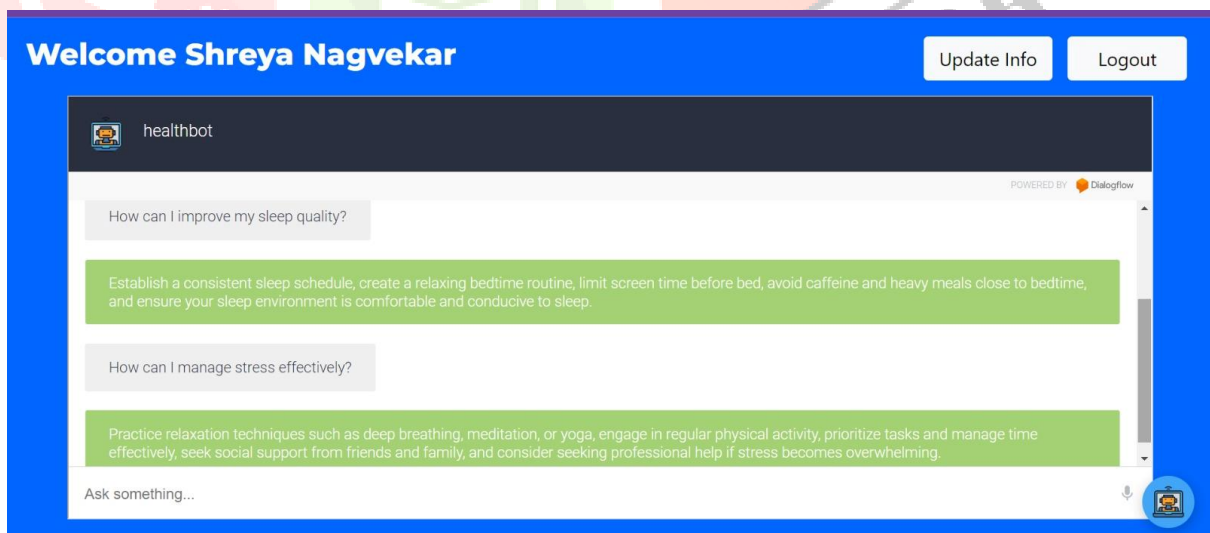 Welcome Shreya Nagvekar
Update Info
Logout
healthbot
POWERED BY Dialogflow
How can I improve my sleep quality?
Establish a consistent sleep schedule, create a relaxing bedtime routine, limit screen time before bed, avoid caffeine and heavy meals close to bedtime,
and ensure your sleep environment is comfortable and conducive to sleep.
How can I manage stress effectively?
Practice relaxation techniques such as deep breathing, meditation, or yoga, engage in regular physical activity, prioritize tasks and manage time
effectively, seek social support from friends and family, and consider seeking professional help if stress becomes overwhelming.
Ask something...